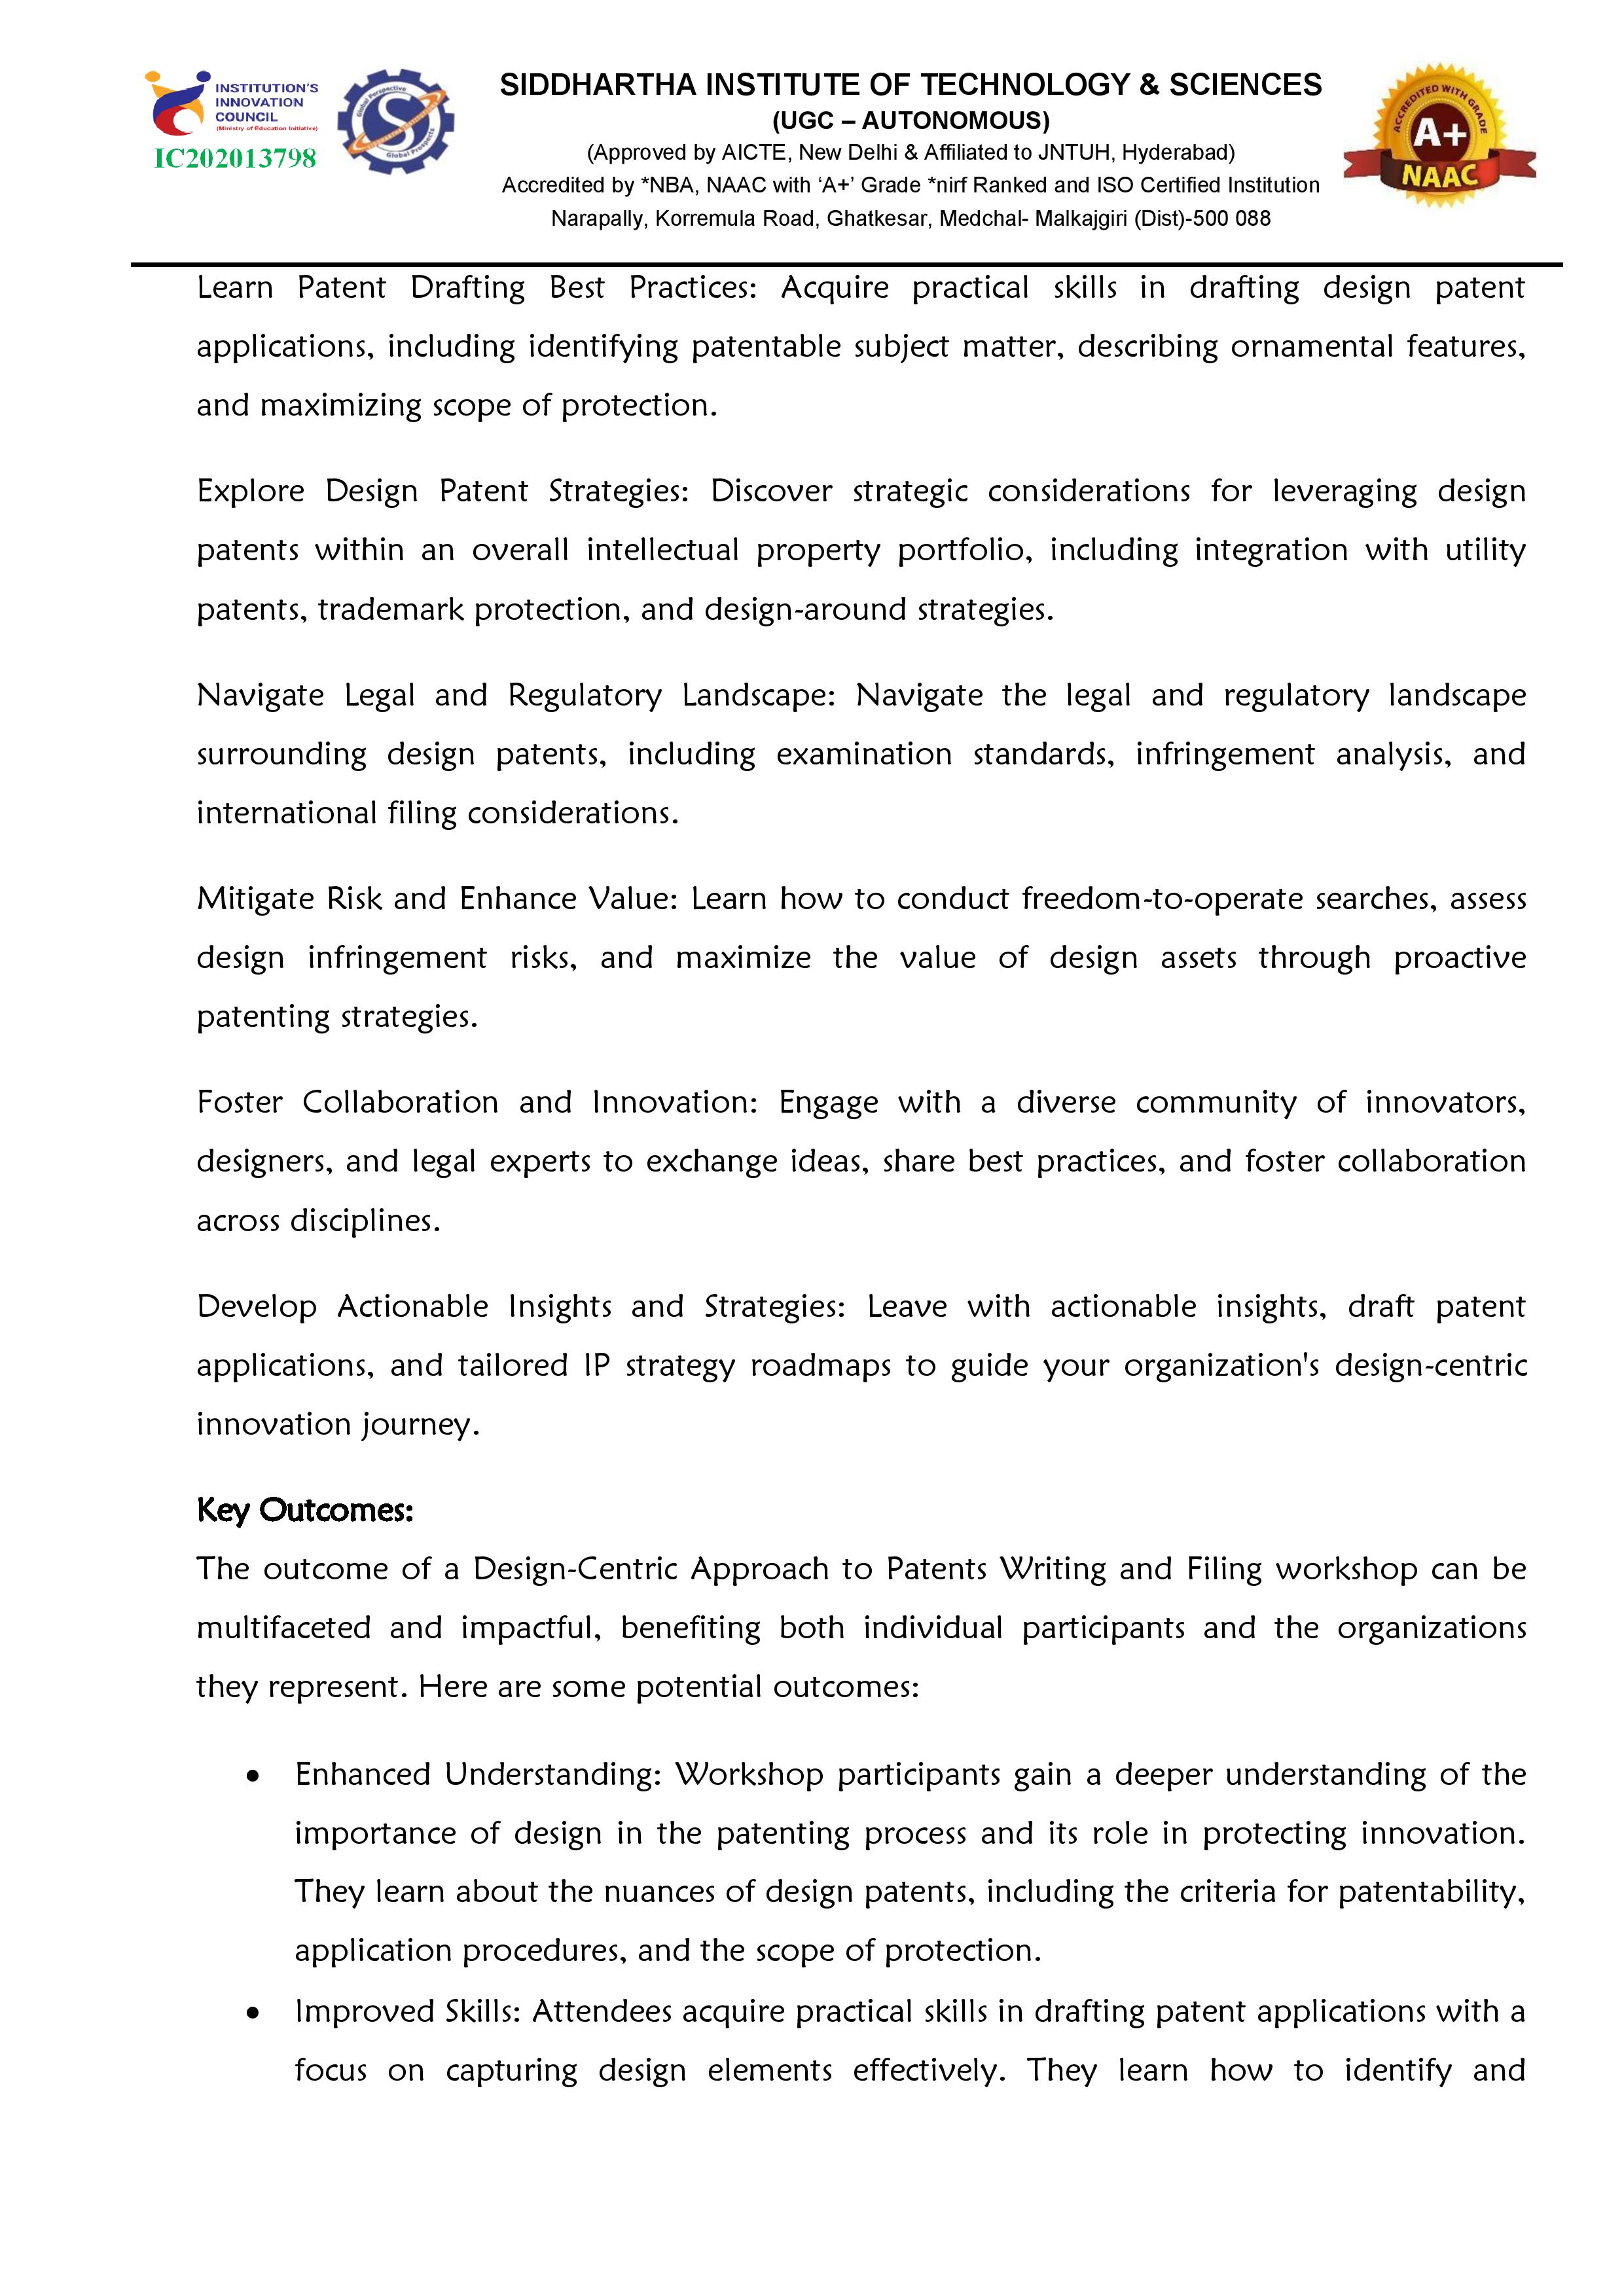 INSTITUTION'S
INNOVATION
COUNCIL
(Ministry of Education Initiative)
IC202013798
Global Perspective
S
Global Prospects
SIDDHARTHA INSTITUTE OF TECHNOLOGY & SCIENCES
(UGC – AUTONOMOUS)
(Approved by AICTE, New Delhi & Affiliated to JNTUH, Hyderabad)
Accredited by *NBA, NAAC with ‘A+’ Grade *nirf Ranked and ISO Certified Institution
Narapally, Korremula Road, Ghatkesar, Medchal- Malkajgiri (Dist)-500 088
ACCREDITED WITH GRADE
A+
NAAC
Learn Patent Drafting Best Practices: Acquire practical skills in drafting design patent
applications, including identifying patentable subject matter, describing ornamental features,
and maximizing scope of protection.
Explore Design Patent Strategies: Discover strategic considerations for leveraging design
patents within an overall intellectual property portfolio, including integration with utility
patents, trademark protection, and design-around strategies.
Navigate Legal and Regulatory Landscape: Navigate the legal and regulatory landscape
surrounding design patents, including examination standards, infringement analysis, and
international filing considerations.
Mitigate Risk and Enhance Value: Learn how to conduct freedom-to-operate searches, assess
design infringement risks, and maximize the value of design assets through proactive
patenting strategies.
Foster Collaboration and Innovation: Engage with a diverse community of innovators,
designers, and legal experts to exchange ideas, share best practices, and foster collaboration
across disciplines.
Develop Actionable Insights and Strategies: Leave with actionable insights, draft patent
applications, and tailored IP strategy roadmaps to guide your organization's design-centric
innovation journey.
Key Outcomes:
The outcome of a Design-Centric Approach to Patents Writing and Filing workshop can be
multifaceted and impactful, benefiting both individual participants and the organizations
they represent. Here are some potential outcomes:
• Enhanced Understanding: Workshop participants gain a deeper understanding of the
importance of design in the patenting process and its role in protecting innovation.
They learn about the nuances of design patents, including the criteria for patentability,
application procedures, and the scope of protection.
• Improved Skills: Attendees acquire practical skills in drafting patent applications with a
focus on capturing design elements effectively. They learn how to identify and